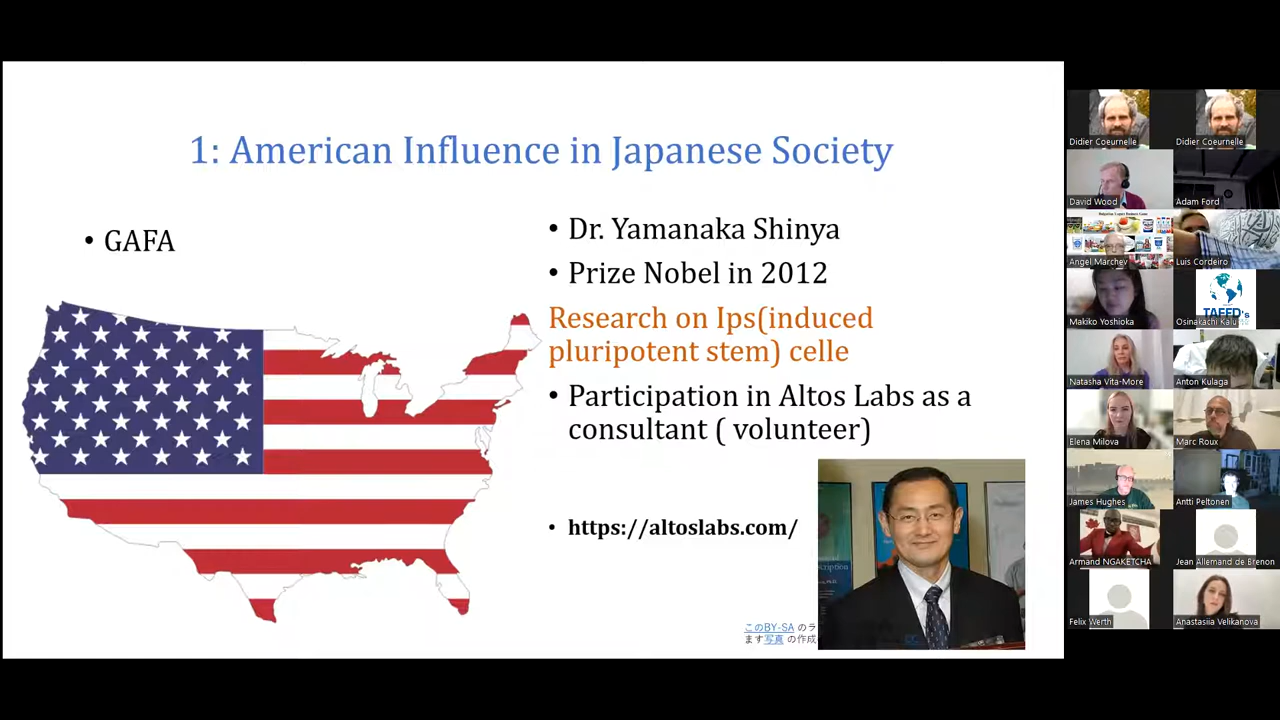 1: American Influence in Japanese Society
• GAFA
• Dr. Yamanaka Shinya
• Prize Nobel in 2012
Research on Ips(induced
pluripotent stem) celle
• Participation in Altos Labs as a
consultant ( volunteer)
• https://altoslabs.com/
このBY-SA のラ
ます写真 の作成
Didier Coeurnelle
Didier Coeurnelle
David Wood
Adam Ford
Angel Marchev
Luis Cordeiro
Makiko Yoshioka
TAFFD's
Osinakachi Kalu
Natasha Vita-More
Anton Kulaga
Elena Milova
Marc Roux
James Hughes
Antti Peltonen
Armand NGAKETCHA
Jean Allemand de Brenon
Felix Werth
Anastasiia Velikanova